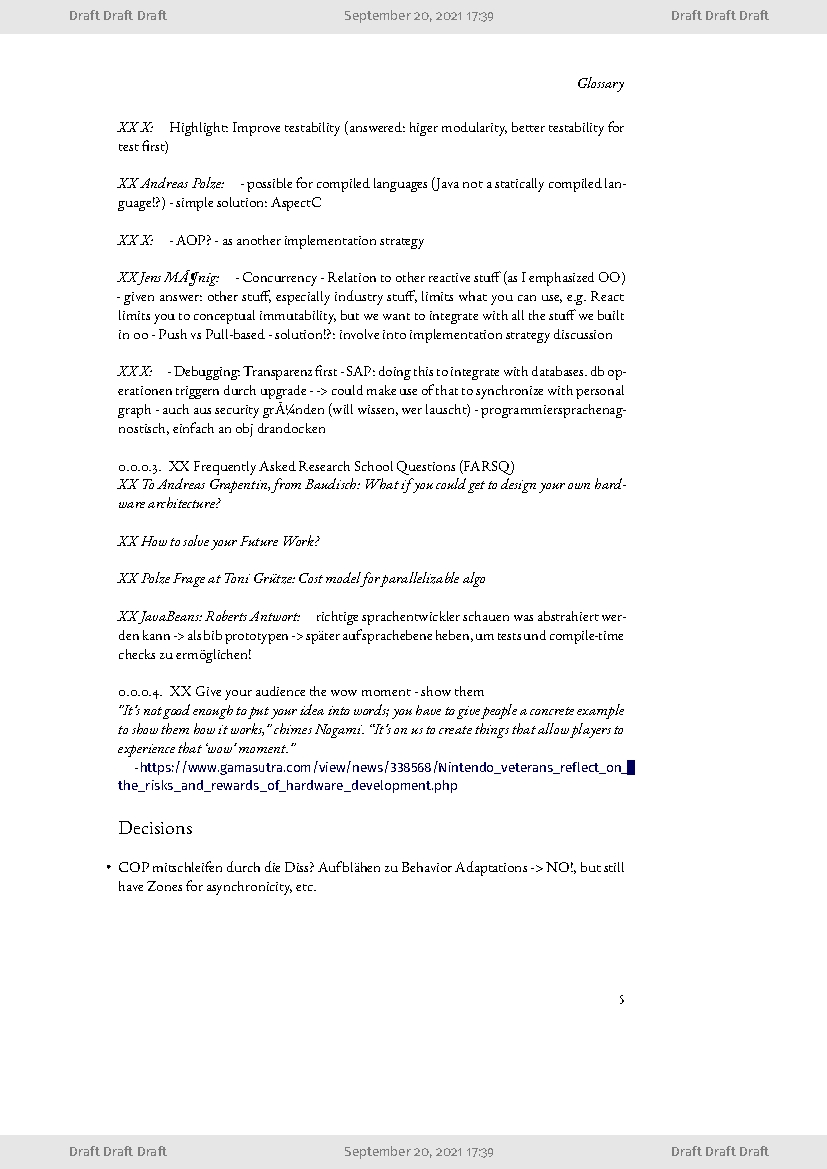 Draft Draft Draft September 20, 2021 17:39 Draft Draft Draft
Glossary
XX X: Highlight: Improve testability (answered: higer modularity, better testability for
test first)
XX Andreas Polze: - possible for compiled languages (Java not a statically compiled lan-
guage!?) - simple solution: AspectC
XX X: - AOP? - as another implementation strategy
XX Jens MÃ¶nig: - Concurrency - Relation to other reactive stuff (as I emphasized OO)
- given answer: other stuff, especially industry stuff, limits what you can use, e.g. React
limits you to conceptual immutability, but we want to integrate with all the stuff we built
in oo - Push vs Pull-based - solution!?: involve into implementation strategy discussion
XX X: - Debugging: Transparenz first - SAP: doing this to integrate with databases. db op-
erationen triggern durch upgrade - -> could make use of that to synchronize with personal
graph - auch aus security grÃ¼nden (will wissen, wer lauscht) - programmiersprachenag-
nostisch, einfach an obj drandocken
0.0.0.3. XX Frequently Asked Research School Questions (FARSQ)
XX To Andreas Grapentin, from Baudisch: What if you could get to design your own hard-
ware architecture?
XX How to solve your Future Work?
XX Polze Frage at Toni Grütze: Cost model for parallelizable algo
XX JavaBeans: Roberts Antwort: richtige sprachentwickler schauen was abstrahiert wer-
den kann -> als bib prototypen -> später auf sprachebene heben, um tests und compile-time
checks zu ermöglichen!
0.0.0.4. XX Give your audience the wow moment - show them
"It's not good enough to put your idea into words; you have to give people a concrete example
to show them how it works," chimes Nogami. “It's on us to create things that allow players to
experience that ‘wow’ moment.”
-https://www.gamasutra.com/view/news/338568/Nintendo_veterans_reflect_on_
the_risks_and_rewards_of_hardware_development.php
Decisions
• COP mitschleifen durch die Diss? Aufblähen zu Behavior Adaptations -> NO!, but still
have Zones for asynchronicity, etc.
5
Draft Draft Draft September 20, 2021 17:39 Draft Draft Draft